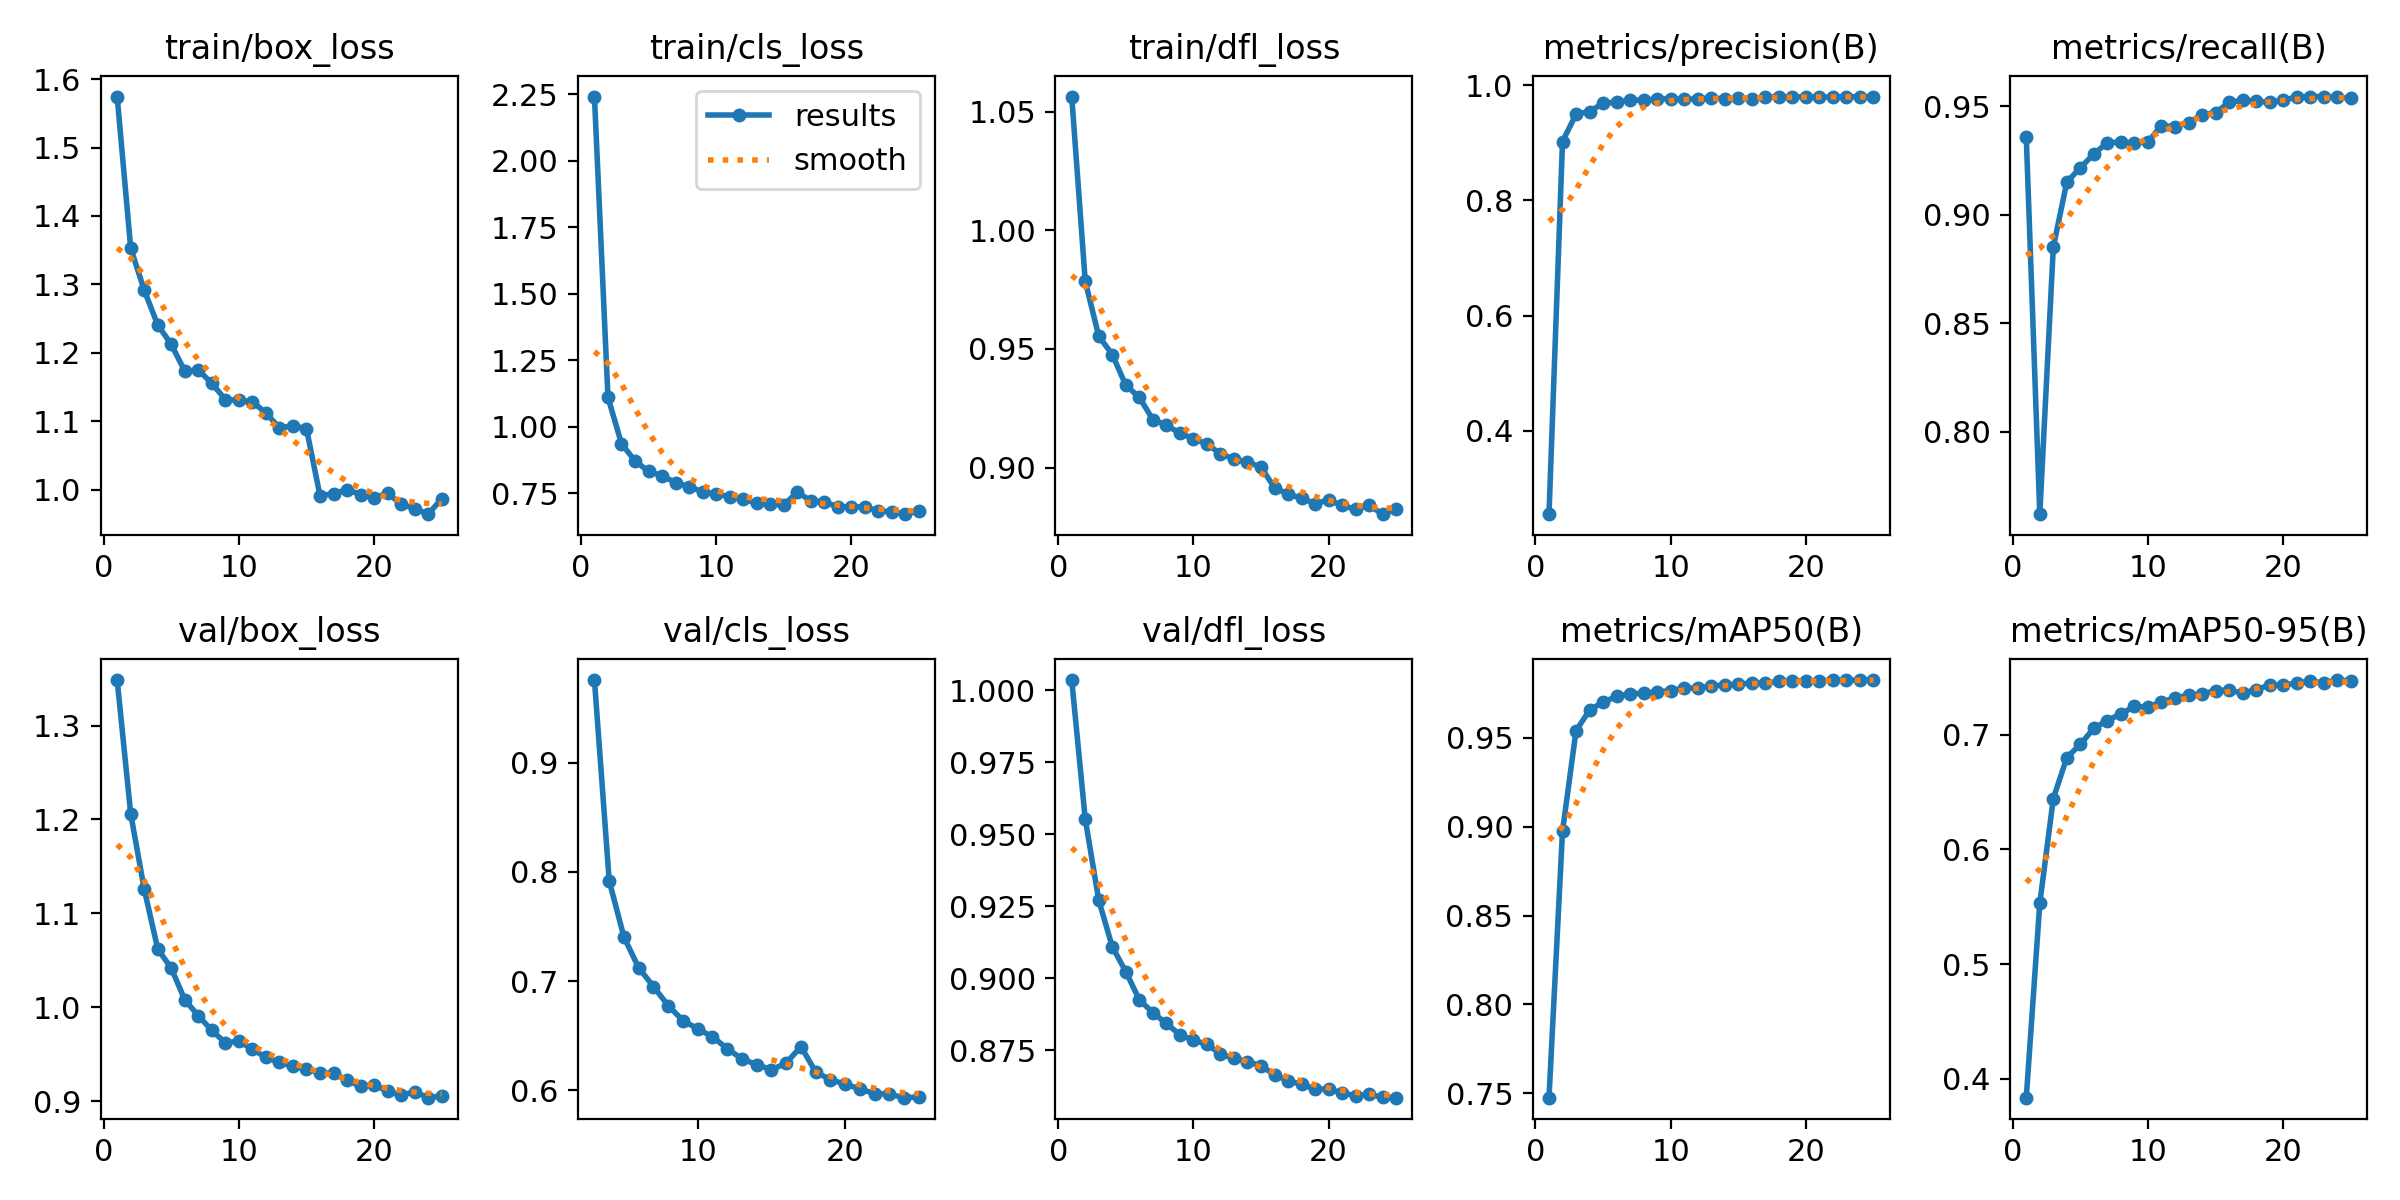 train/box_loss
1.6
1.5
1.4
1.3
1.2
1.1
1.0
0 10 20
train/cls_loss
results
smooth
2.25
2.00
1.75
1.50
1.25
1.00
0.75
0 10 20
train/dfl_loss
1.05
1.00
0.95
0.90
0 10 20
metrics/precision(B)
1.0
0.8
0.6
0.4
0 10 20
metrics/recall(B)
0.95
0.90
0.85
0.80
0 10 20
val/box_loss
1.3
1.2
1.1
1.0
0.9
0 10 20
val/cls_loss
0.9
0.8
0.7
0.6
10 20
val/dfl_loss
1.000
0.975
0.950
0.925
0.900
0.875
0 10 20
metrics/mAP50(B)
0.95
0.90
0.85
0.80
0.75
0 10 20
metrics/mAP50-95(B)
0.7
0.6
0.5
0.4
0 10 20